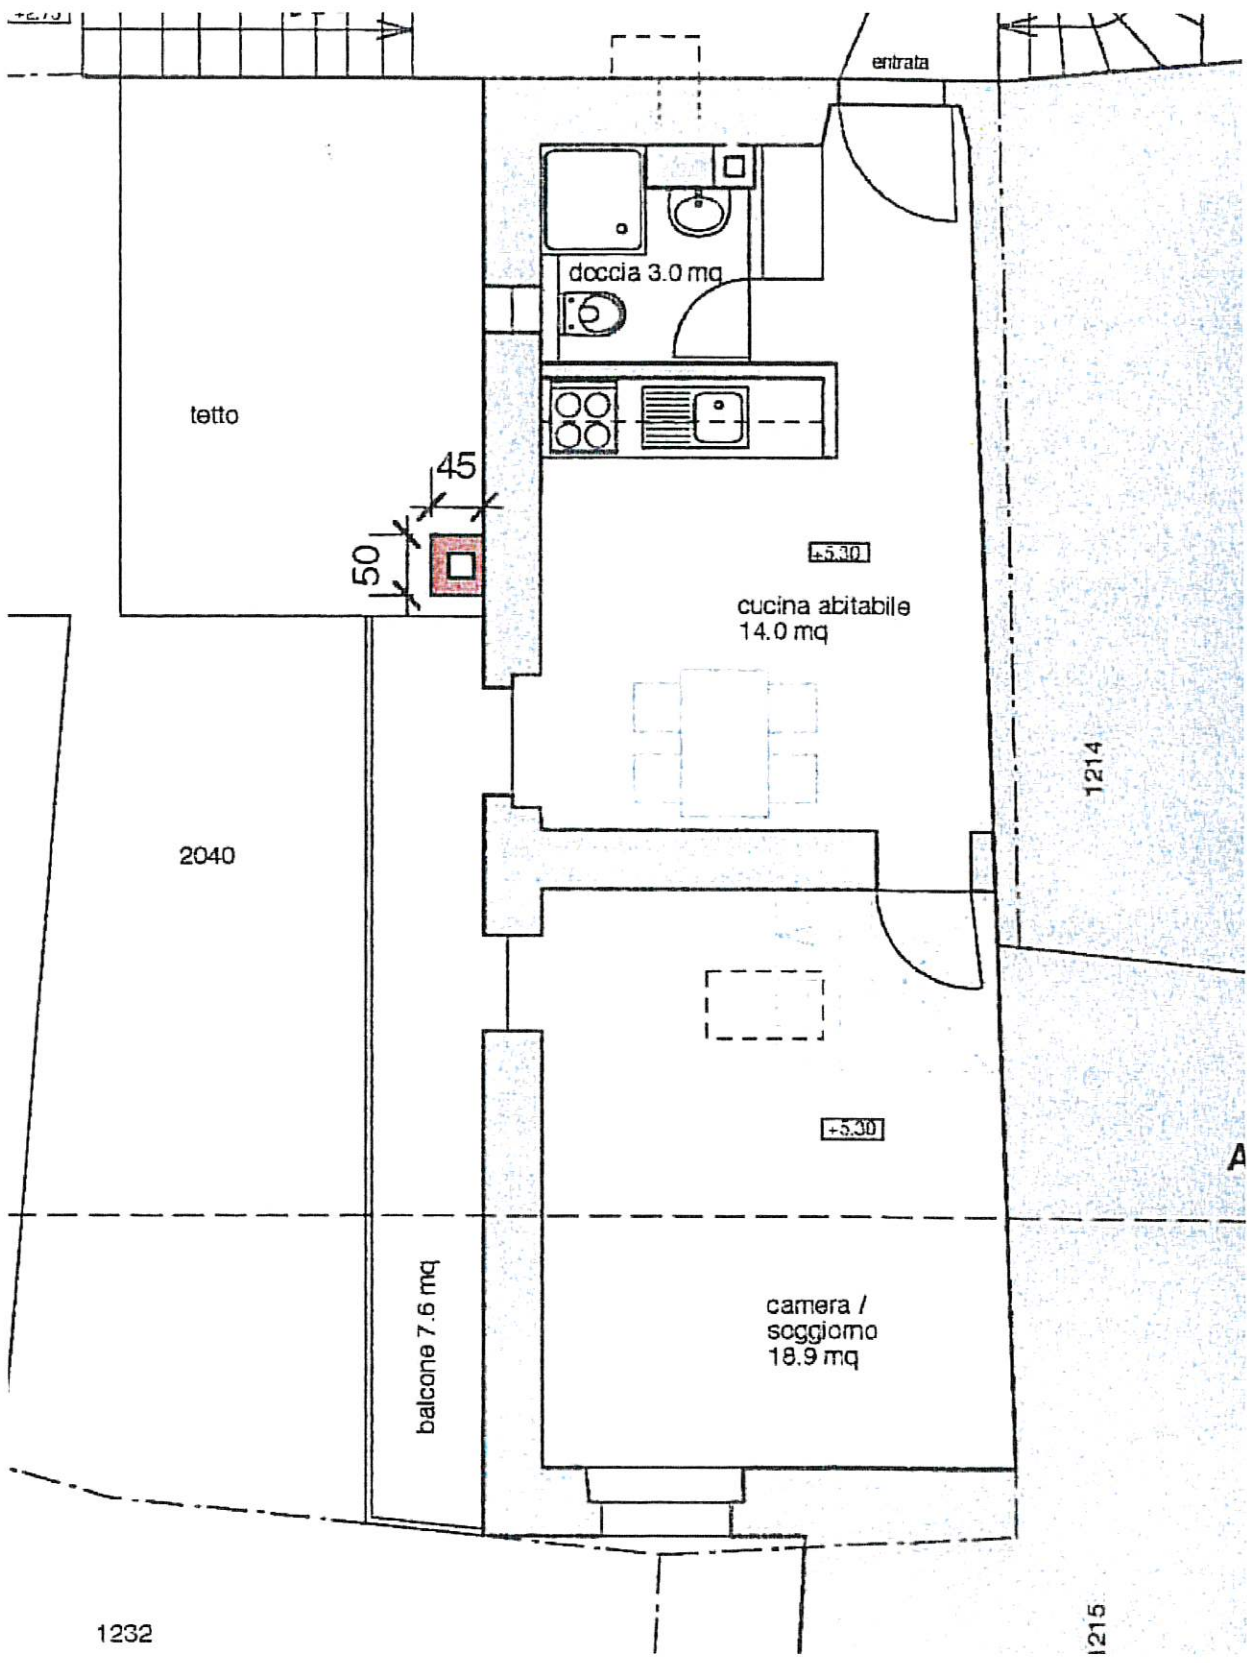 entrata
doccia 3.0 mq
tetto
45
50
+5.30
cucina abitabile
14.0 mq
1214
2040
+5.30
balcone 7.6 mq
camera /
soggiorno
18.9 mq
1232
1215